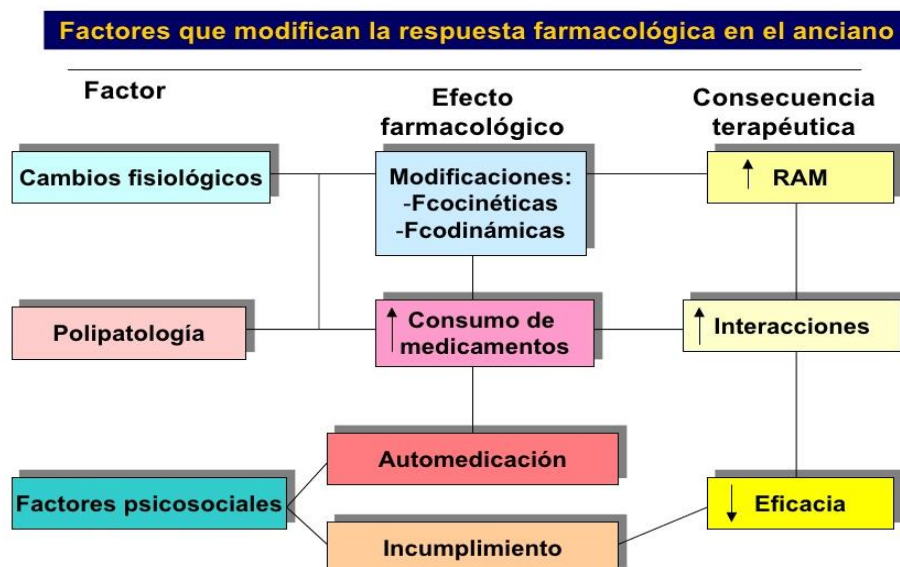 Factores que modifican la respuesta farmacológica en el anciano
Factor
Efecto
farmacológico
Consecuencia
terapéutica
Cambios fisiológicos
Modificaciones:
-Fcocinéticas
-Fcodinámicas
↑ RAM
Polipatología
↑ Consumo de
medicamentos
↑ Interacciones
Automedicación
Factores psicosociales
↓ Eficacia
Incumplimiento